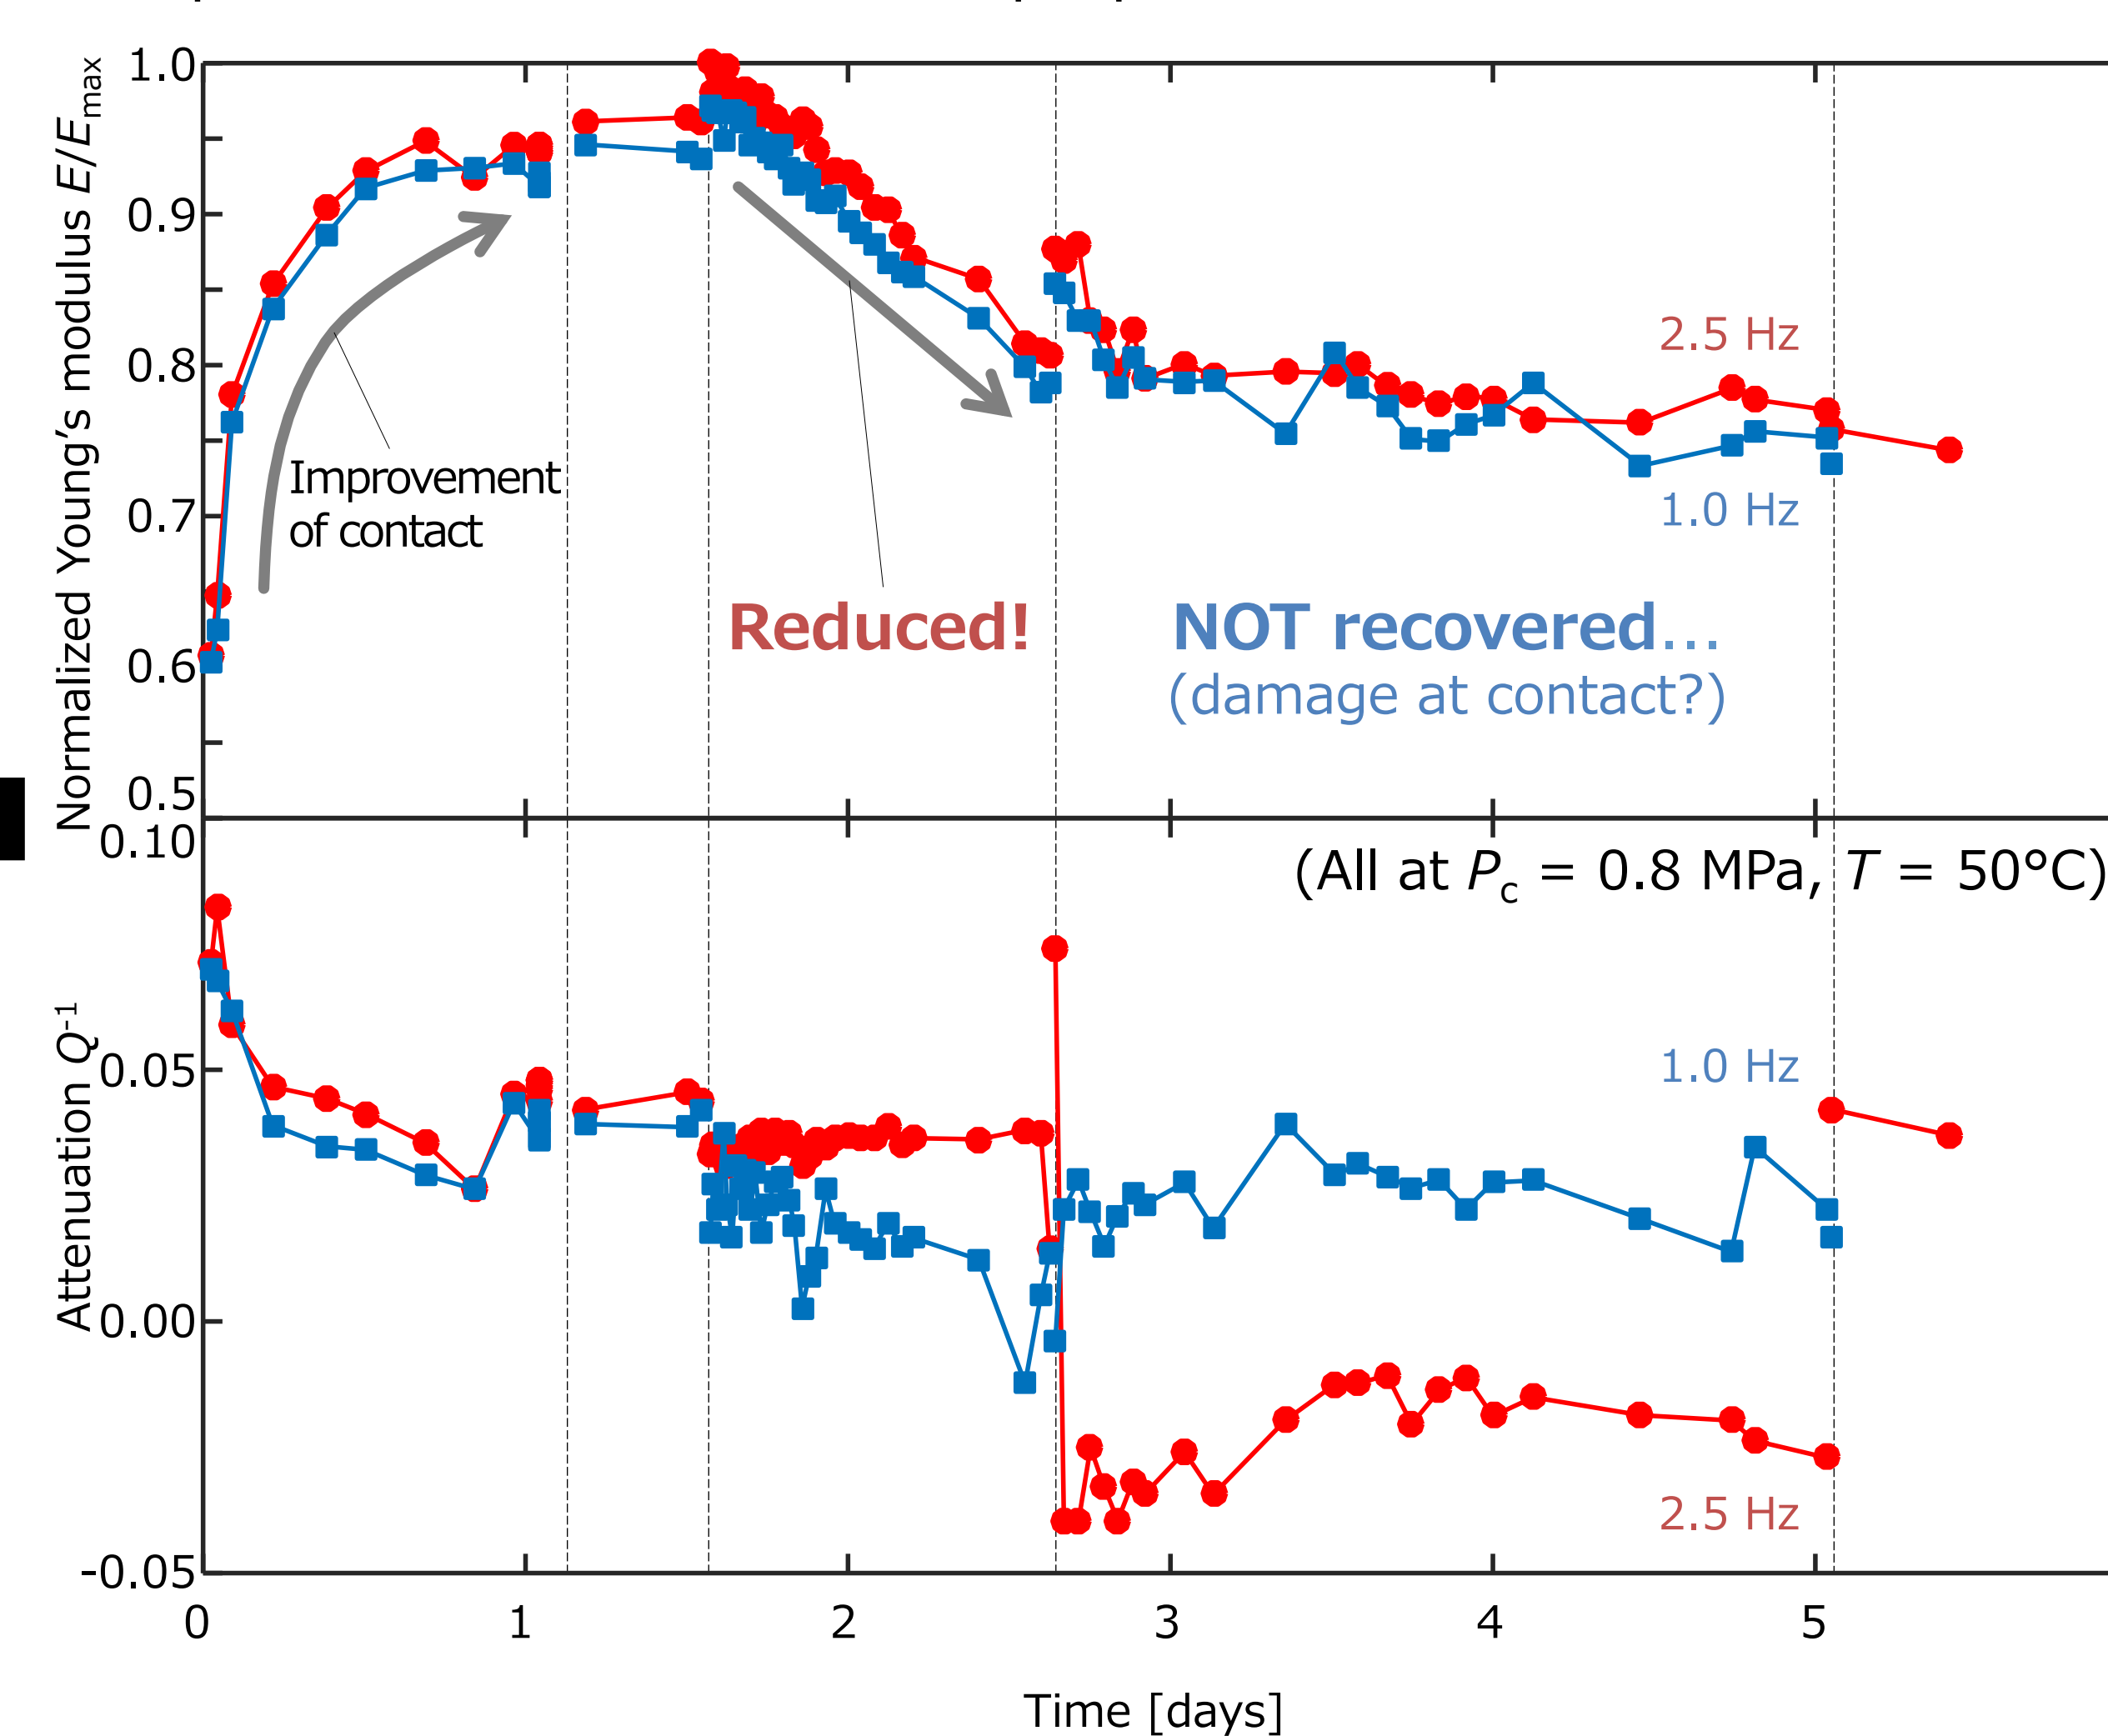 Normalized Young's modulus E/Emax
1.0
0.9
0.8
0.7
0.6
0.5
2.5 Hz
1.0 Hz
Improvement
of contact
Reduced!
NOT recovered…
(damage at contact?)
Attenuation Q-1
0.10
0.05
0.00
-0.05
(All at Pc = 0.8 MPa, T = 50°C)
1.0 Hz
2.5 Hz
0 1 2 3 4 5
Time [days]